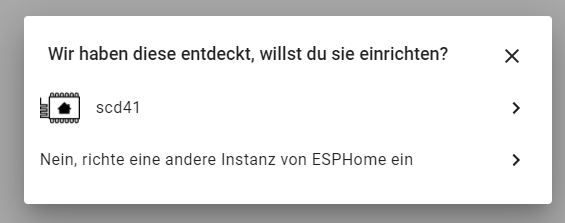 Wir haben diese entdeckt, willst du sie einrichten?
scd41
Nein, richte eine andere Instanz von ESPHome ein